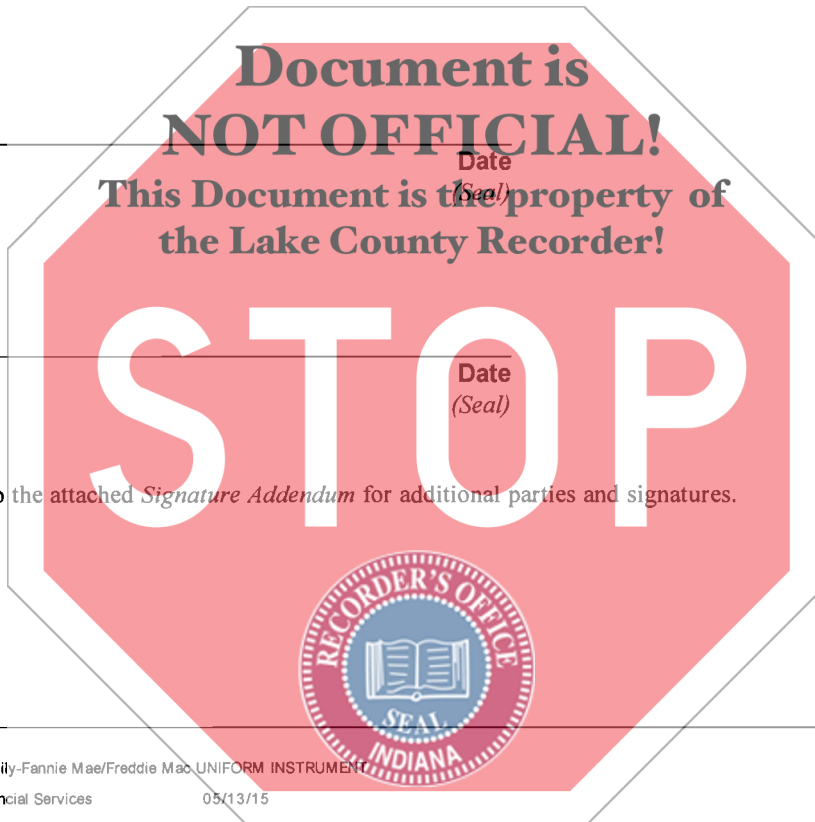 Document is
NOT OFFICIAL!
Date
This Document is the property of
(Seal)
the Lake County Recorder!
STOP
Date
(Seal)
the attached Signature Addendum for additional parties and signatures.
RECORDER'S OFFICE
SEAL
INDIANA
ily-Fannie Mae/Freddie Mac UNIFORM INSTRUMENT
ncial Services 05/13/15